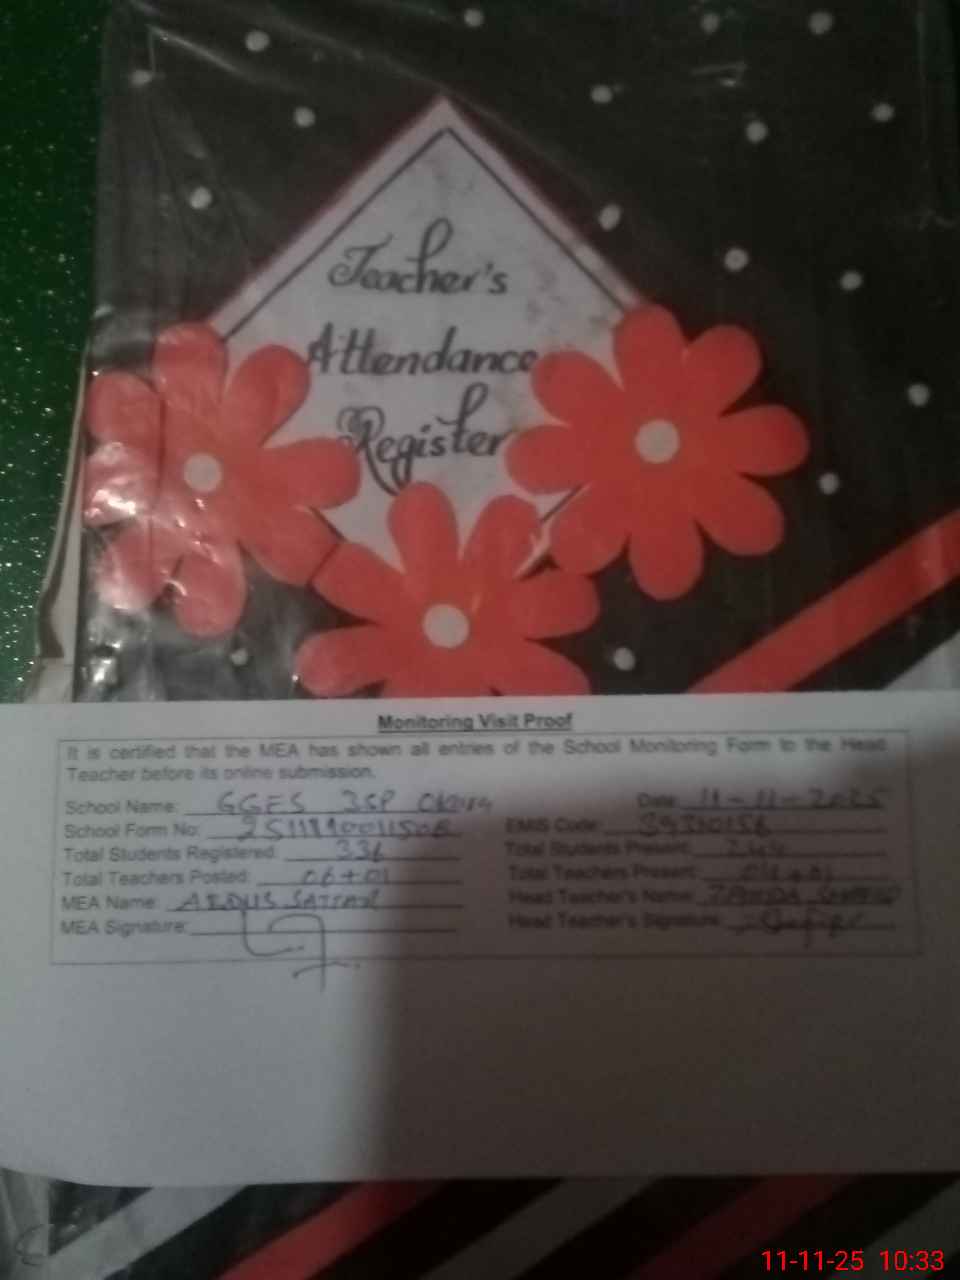 Teacher's
Attendance
Register
Monitoring Visit Proof
It is certified that the MEA has shown all entries of the School Monitoring Form to the Head
Teacher before its online submission.
School Name: GGES 3SP
Date: 11-11-2025
School Form No:
EMIS Code:
Total Students Registered: 336
Total Students Present:
Total Teachers Posted: 06+01
Total Teachers Present:
MEA Name: SATTAR
Head Teacher's Name:
MEA Signature:
Head Teacher's Signature:
11-11-25 10:33